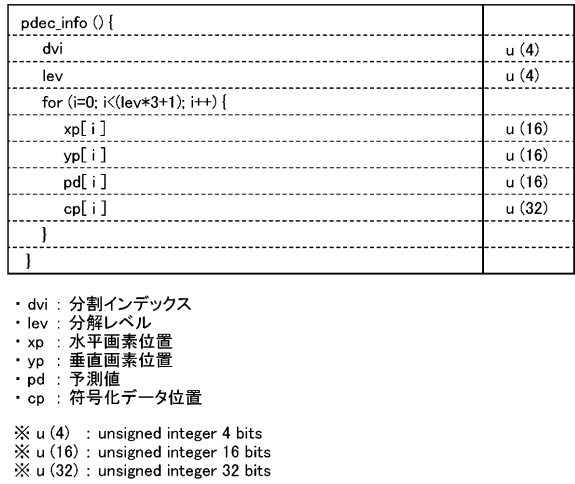 pdec_info () {
dvi u (4)
lev u (4)
for (i=0; i<(lev*3+1); i++) {
xp[ i ] u (16)
yp[ i ] u (16)
pd[ i ] u (16)
cp[ i ] u (32)
}
}
・dvi : 分割インデックス
・lev : 分解レベル
・xp : 水平画素位置
・yp : 垂直画素位置
・pd : 予測値
・cp : 符号化データ位置
※ u (4) : unsigned integer 4 bits
※ u (16) : unsigned integer 16 bits
※ u (32) : unsigned integer 32 bits